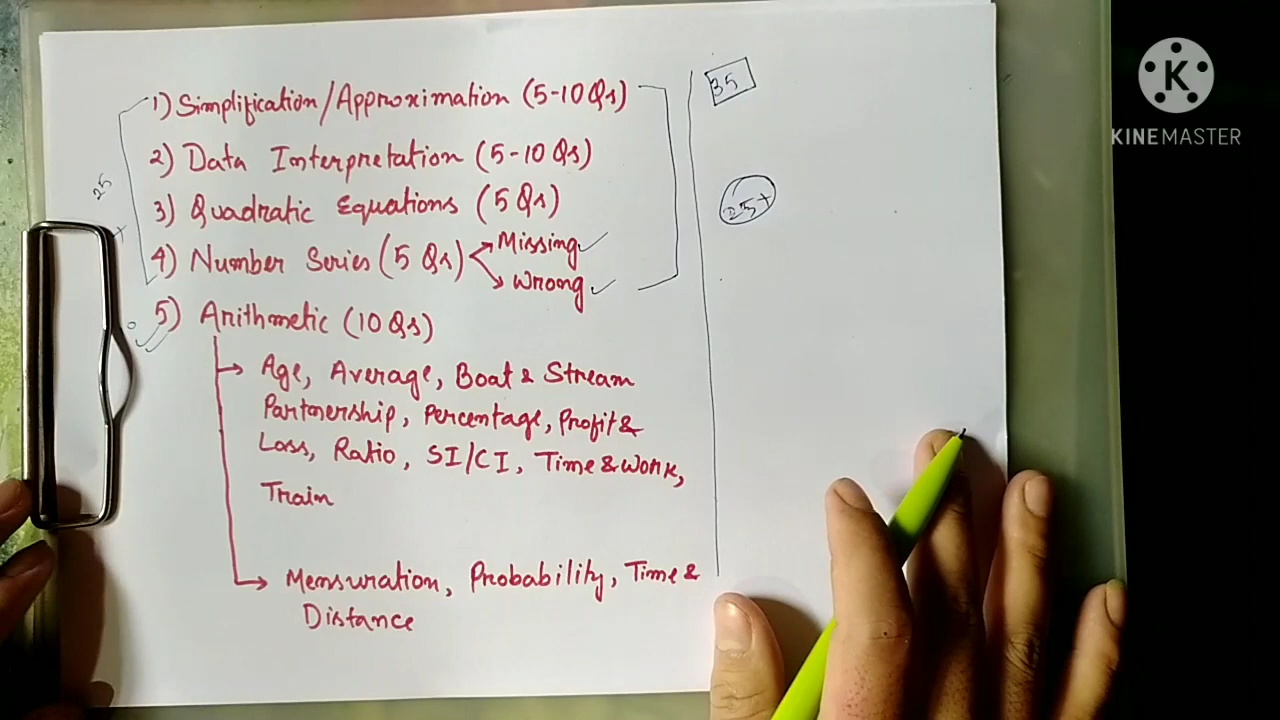 1) Simplification/Approximation (5-10 Qs)
2) Data Interpretation (5-10 Qs)
3) Quadratic Equations (5 Qs)
4) Number Series (5 Qs) Missing
Wrong
5) Arithmetic (10 Qs)
Age, Average, Boat & Stream
Partnership, Percentage, Profit &
Loss, Ratio, SI/CI, Time & Work,
Train
Mensuration, Probability, Time &
Distance
25
+
35
25+
K
KINEMASTER